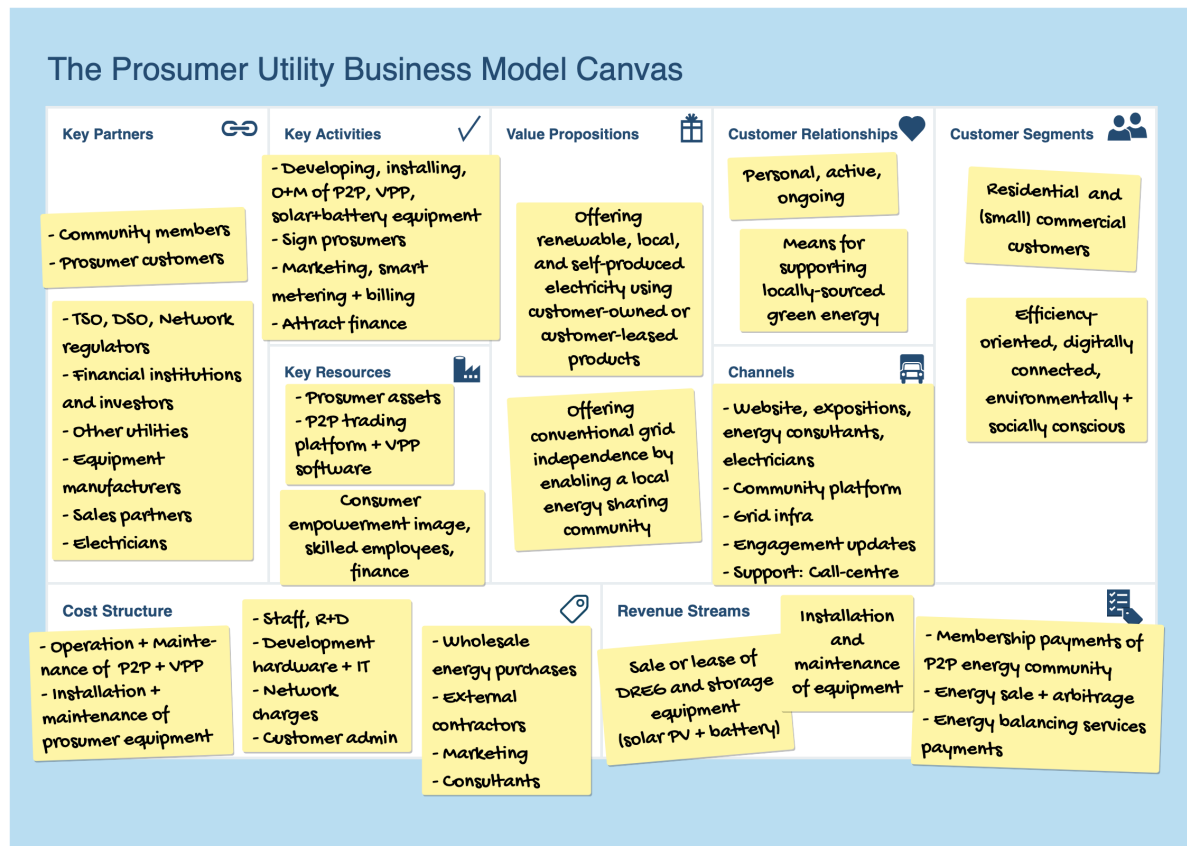 The Prosumer Utility Business Model Canvas
Key Partners
- Community members
- Prosumer customers
- TSO, DSO, Network
regulators
- Financial institutions
and investors
- Other utilities
- Equipment
manufacturers
- Sales partners
- Electricians
Key Activities
- Developing, installing,
O+M of P2P, VPP,
solar+battery equipment
- Sign prosumers
- Marketing, smart
metering + billing
- Attract finance
Key Resources
- Prosumer assets
- P2P trading
platform + VPP
software
Consumer
empowerment image,
skilled employees,
finance
Value Propositions
Offering
renewable, local,
and self-produced
electricity using
customer-owned or
customer-leased
products
Offering
conventional grid
independence by
enabling a local
energy sharing
community
Customer Relationships
Personal, active,
ongoing
Means for
supporting
locally-sourced
green energy
Channels
- Website, expositions,
energy consultants,
electricians
- Community platform
- Grid infra
- Engagement updates
- Support: Call-centre
Customer Segments
Residential and
(small) commercial
customers
Efficiency-
oriented, digitally
connected,
environmentally +
socially conscious
Cost Structure
- Operation + Mainte-
nance of P2P + VPP
- Installation +
maintenance of
prosumer equipment
- Staff, R+D
- Development
hardware + IT
- Network
charges
- Customer admin
- Wholesale
energy purchases
- External
contractors
- Marketing
- Consultants
Revenue Streams
Sale or lease of
DREG and storage
equipment
(solar PV + battery)
Installation
and
maintenance
of equipment
- Membership payments of
P2P energy community
- Energy sale + arbitrage
- Energy balancing services
payments